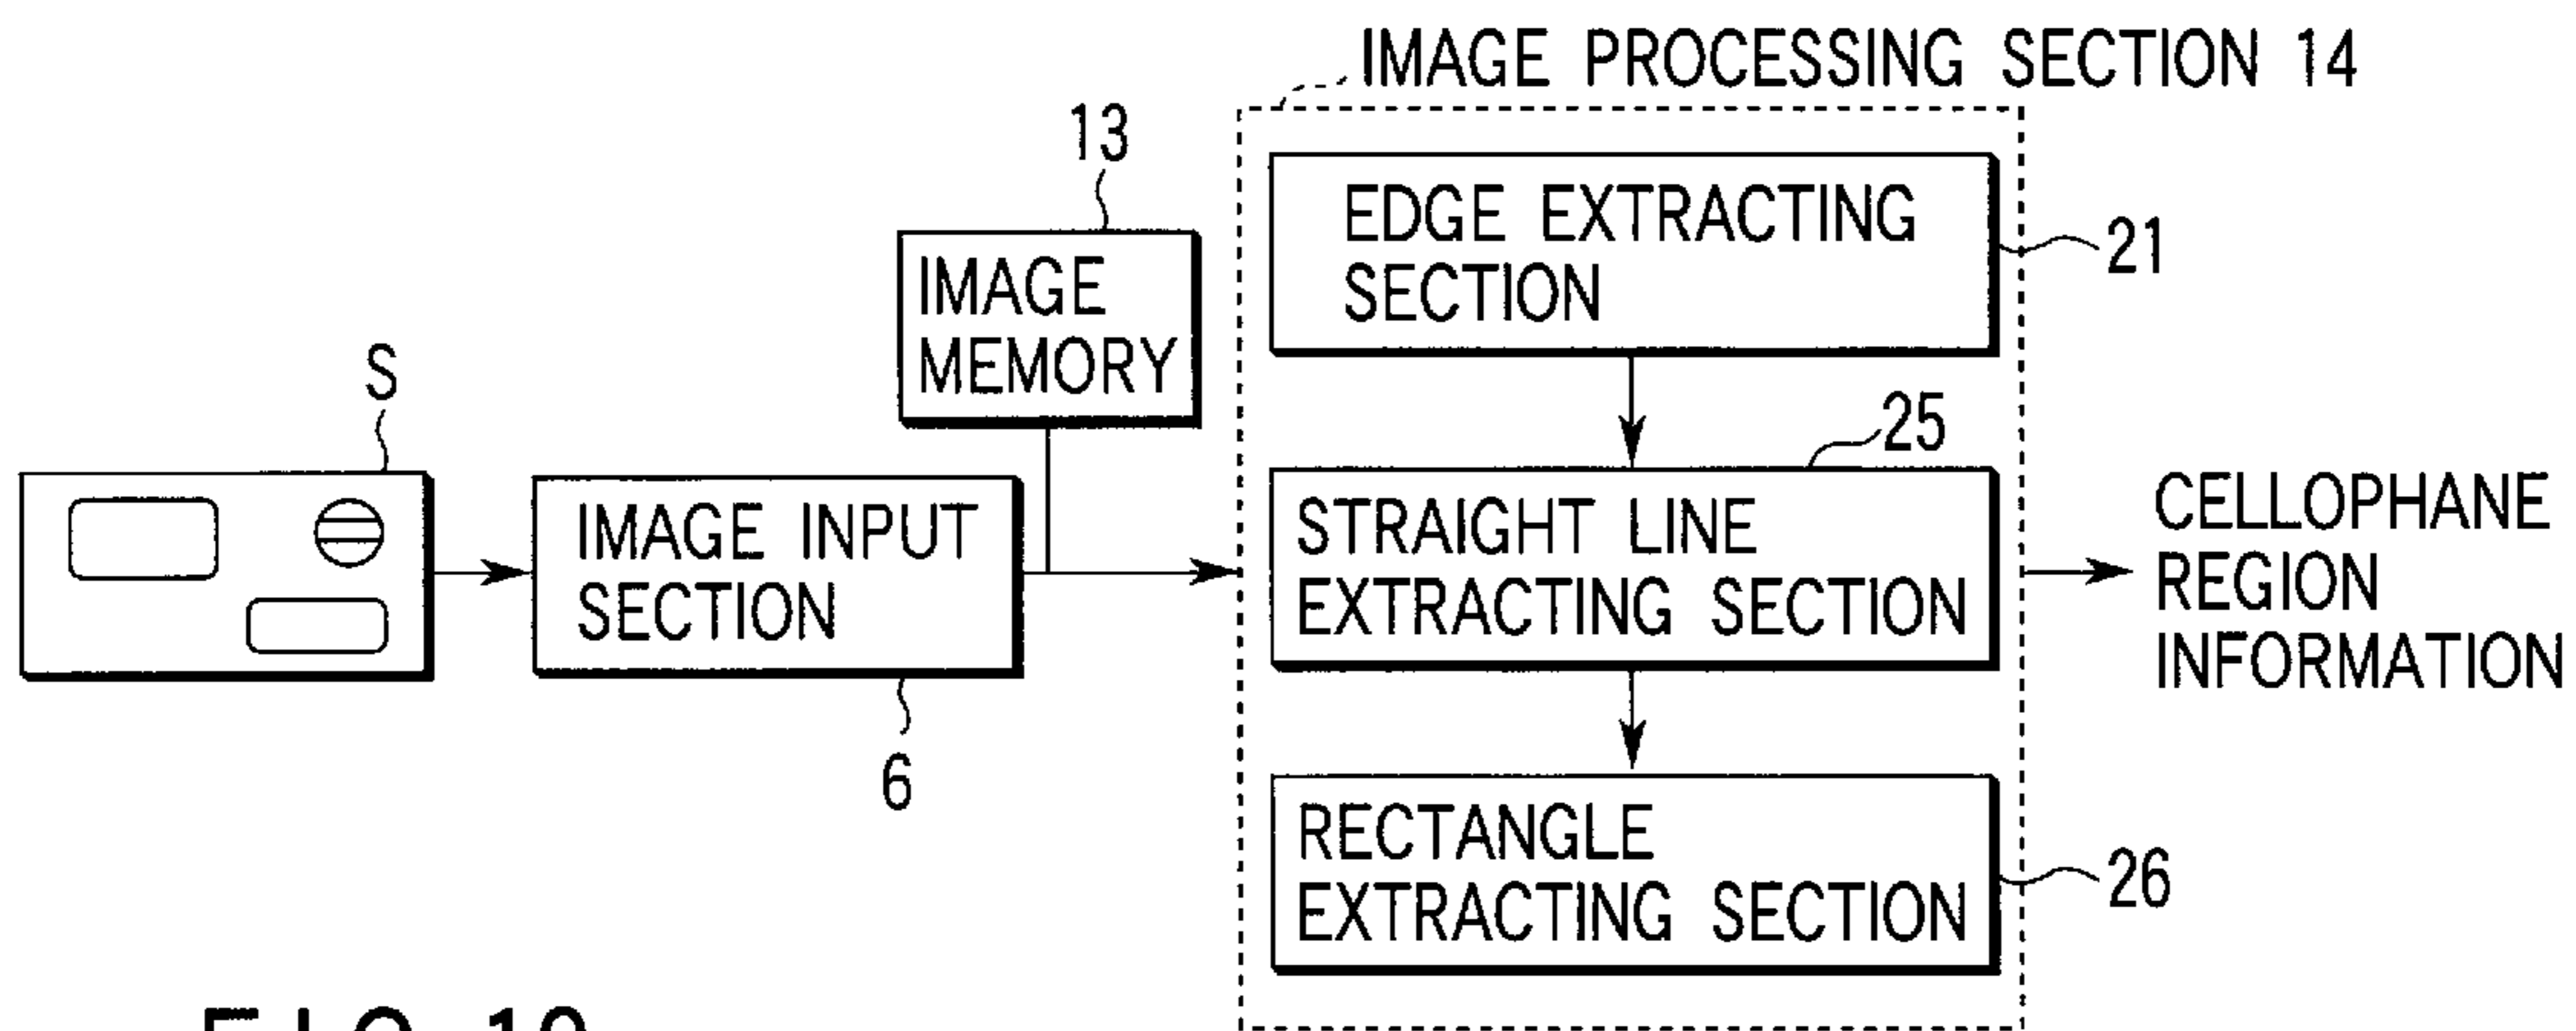 IMAGE PROCESSING SECTION 14
13
EDGE EXTRACTING
SECTION
21
IMAGE
MEMORY
S
25
IMAGE INPUT
SECTION
6
STRAIGHT LINE
EXTRACTING SECTION
CELLOPHANE
REGION
INFORMATION
RECTANGLE
EXTRACTING SECTION
26